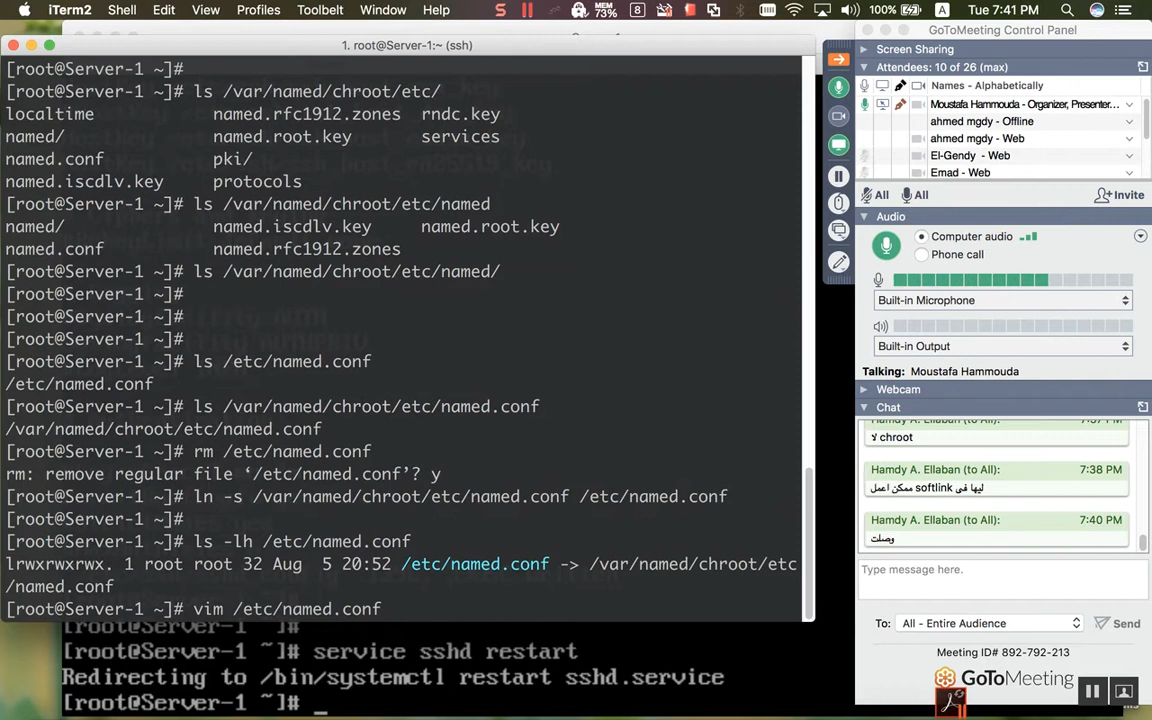 iTerm2 Shell Edit View Profiles Toolbelt Window Help MEM 73% 8 100% A Tue 7:41 PM
1. root@Server-1:~ (ssh)
[root@Server-1 ~]#
[root@Server-1 ~]# ls /var/named/chroot/etc/
localtime named.rfc1912.zones rndc.key
named/ named.root.key services
named.conf pki/
named.iscdlv.key protocols
[root@Server-1 ~]# ls /var/named/chroot/etc/named
named/ named.iscdlv.key named.root.key
named.conf named.rfc1912.zones
[root@Server-1 ~]# ls /var/named/chroot/etc/named/
[root@Server-1 ~]#
[root@Server-1 ~]#
[root@Server-1 ~]#
[root@Server-1 ~]# ls /etc/named.conf
/etc/named.conf
[root@Server-1 ~]# ls /var/named/chroot/etc/named.conf
/var/named/chroot/etc/named.conf
[root@Server-1 ~]# rm /etc/named.conf
rm: remove regular file ‘/etc/named.conf’? y
[root@Server-1 ~]# ln -s /var/named/chroot/etc/named.conf /etc/named.conf
[root@Server-1 ~]#
[root@Server-1 ~]# ls -lh /etc/named.conf
lrwxrwxrwx. 1 root root 32 Aug  5 20:52 /etc/named.conf -> /var/named/chroot/etc
/named.conf
[root@Server-1 ~]# vim /etc/named.conf
[root@Server-1 ~]#
[root@Server-1 ~]# service sshd restart
Redirecting to /bin/systemctl restart sshd.service
[root@Server-1 ~]# _
GoToMeeting Control Panel
Screen Sharing
Attendees: 10 of 26 (max)
Names - Alphabetically
Moustafa Hammouda - Organizer, Presenter...
ahmed mgdy - Offline
ahmed mgdy - Web
El-Gendy - Web
Emad - Web
All All Invite
Audio
Computer audio
Phone call
Built-in Microphone
Built-in Output
Talking: Moustafa Hammouda
Webcam
Chat
Hamdy A. Ellaban (to All): 7:37 PM
لا chroot
Hamdy A. Ellaban (to All): 7:38 PM
ليها فى softlink ممكن اعمل
Hamdy A. Ellaban (to All): 7:40 PM
وصلت
Type message here.
To: All - Entire Audience Send
Meeting ID# 892-792-213
GoToMeeting